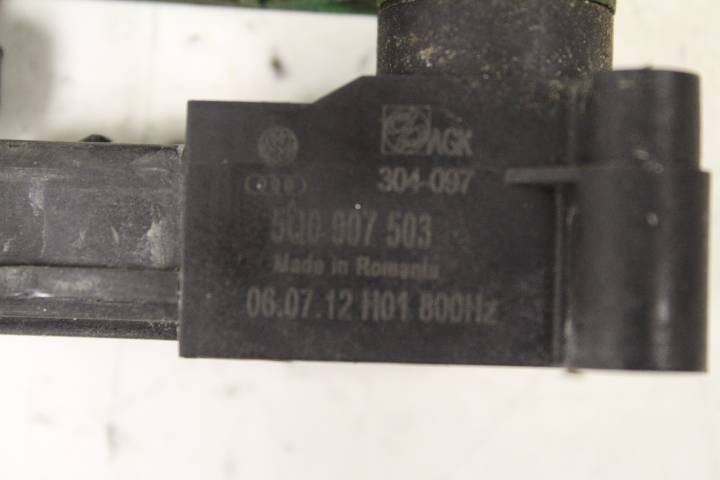 AGK
304-097
5Q0 907 503
Made in Romania
06.07.12 H01 800Hz